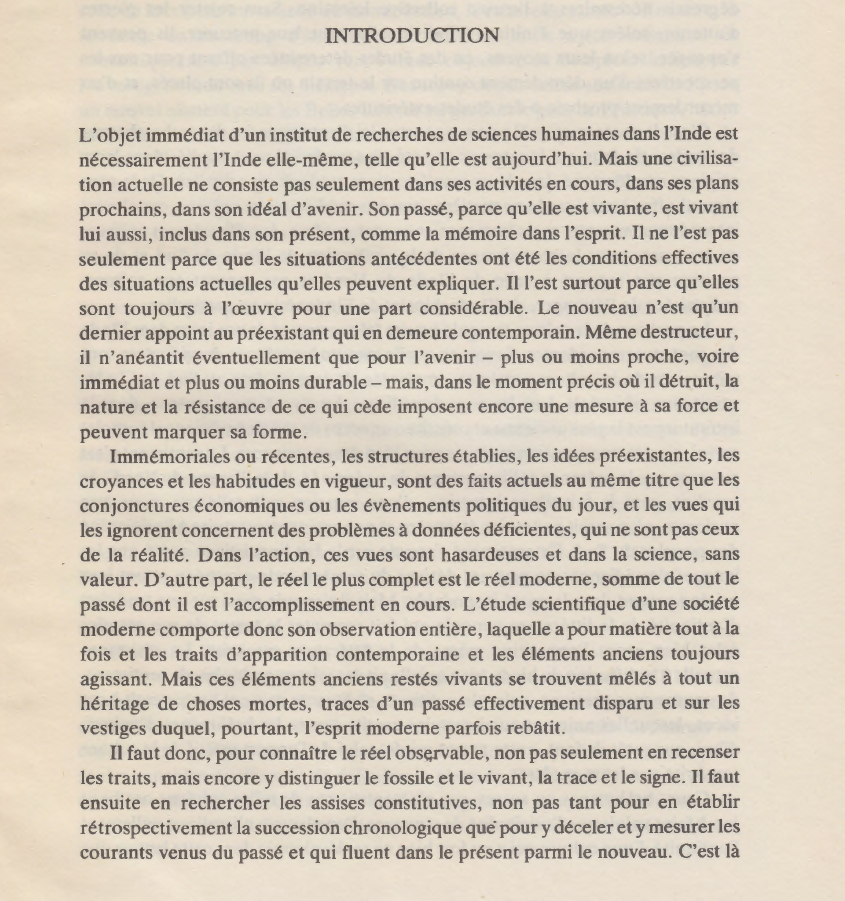 INTRODUCTION
L'objet immédiat d'un institut de recherches de sciences humaines dans l'Inde est
nécessairement l'Inde elle-même, telle qu'elle est aujourd'hui. Mais une civilisa-
tion actuelle ne consiste pas seulement dans ses activités en cours, dans ses plans
prochains, dans son idéal d'avenir. Son passé, parce qu'elle est vivante, est vivant
lui aussi, inclus dans son présent, comme la mémoire dans l'esprit. Il ne l'est pas
seulement parce que les situations antécédentes ont été les conditions effectives
des situations actuelles qu'elles peuvent expliquer. Il l'est surtout parce qu'elles
sont toujours à l'œuvre pour une part considérable. Le nouveau n'est qu'un
dernier appoint au préexistant qui en demeure contemporain. Même destructeur,
il n'anéantit éventuellement que pour l'avenir – plus ou moins proche, voire
immédiat et plus ou moins durable – mais, dans le moment précis où il détruit, la
nature et la résistance de ce qui cède imposent encore une mesure à sa force et
peuvent marquer sa forme.
Immémoriales ou récentes, les structures établies, les idées préexistantes, les
croyances et les habitudes en vigueur, sont des faits actuels au même titre que les
conjonctures économiques ou les évènements politiques du jour, et les vues qui
les ignorent concernent des problèmes à données déficientes, qui ne sont pas ceux
de la réalité. Dans l'action, ces vues sont hasardeuses et dans la science, sans
valeur. D'autre part, le réel le plus complet est le réel moderne, somme de tout le
passé dont il est l'accomplissement en cours. L'étude scientifique d'une société
moderne comporte donc son observation entière, laquelle a pour matière tout à la
fois et les traits d'apparition contemporaine et les éléments anciens toujours
agissant. Mais ces éléments anciens restés vivants se trouvent mêlés à tout un
héritage de choses mortes, traces d'un passé effectivement disparu et sur les
vestiges duquel, pourtant, l'esprit moderne parfois rebâtit.
Il faut donc, pour connaître le réel observable, non pas seulement en recenser
les traits, mais encore y distinguer le fossile et le vivant, la trace et le signe. Il faut
ensuite en rechercher les assises constitutives, non pas tant pour en établir
rétrospectivement la succession chronologique que pour y déceler et y mesurer les
courants venus du passé et qui fluent dans le présent parmi le nouveau. C'est là